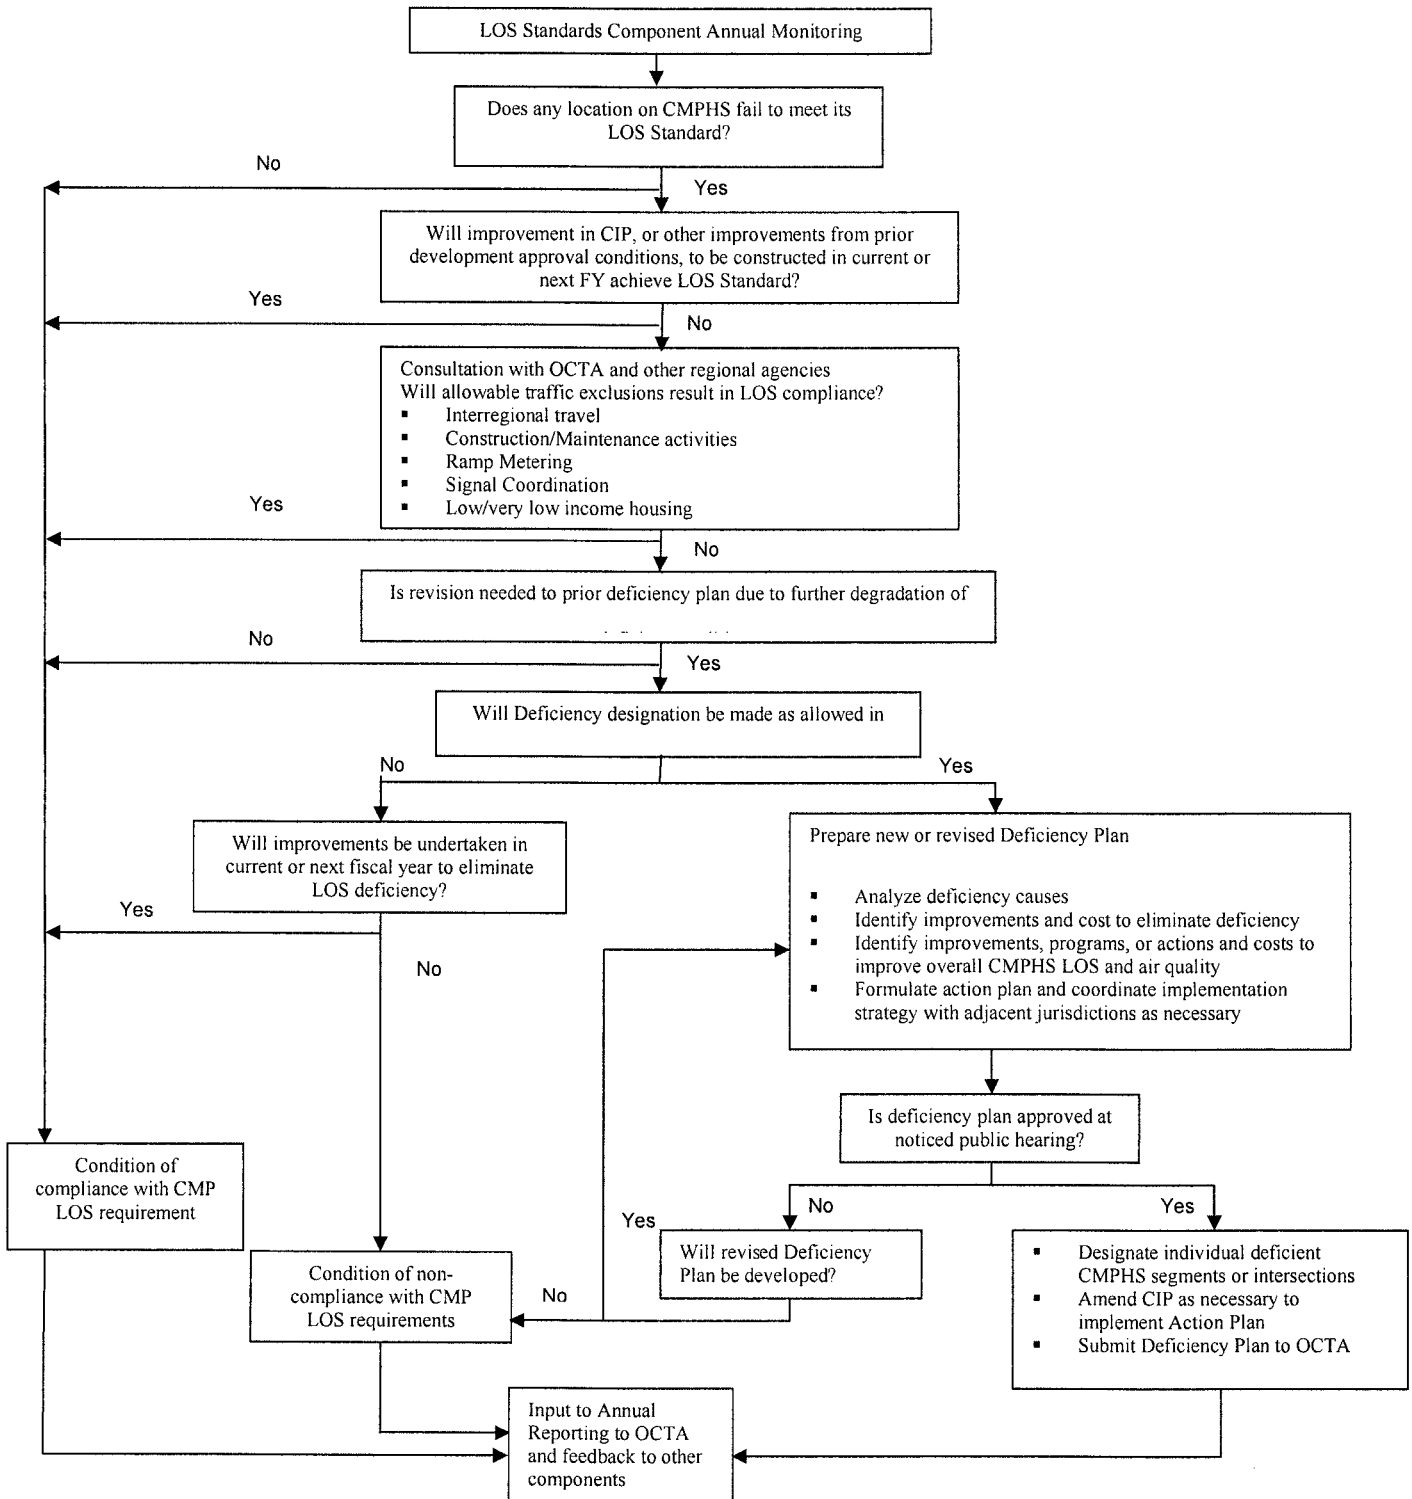 LOS Standards Component Annual Monitoring
Does any location on CMPHS fail to meet its
LOS Standard?
No
Yes
Will improvement in CIP, or other improvements from prior
development approval conditions, to be constructed in current or
next FY achieve LOS Standard?
Yes
No
Consultation with OCTA and other regional agencies
Will allowable traffic exclusions result in LOS compliance?
▪ Interregional travel
▪ Construction/Maintenance activities
▪ Ramp Metering
▪ Signal Coordination
▪ Low/very low income housing
Yes
No
Is revision needed to prior deficiency plan due to further degradation of
No
Yes
Will Deficiency designation be made as allowed in
No
Yes
Will improvements be undertaken in
current or next fiscal year to eliminate
LOS deficiency?
Yes
No
Prepare new or revised Deficiency Plan
▪ Analyze deficiency causes
▪ Identify improvements and cost to eliminate deficiency
▪ Identify improvements, programs, or actions and costs to
improve overall CMPHS LOS and air quality
▪ Formulate action plan and coordinate implementation
strategy with adjacent jurisdictions as necessary
Is deficiency plan approved at
noticed public hearing?
No
Yes
Condition of
compliance with CMP
LOS requirement
Condition of non-
compliance with CMP
LOS requirements
Yes
No
Will revised Deficiency
Plan be developed?
▪ Designate individual deficient
CMPHS segments or intersections
▪ Amend CIP as necessary to
implement Action Plan
▪ Submit Deficiency Plan to OCTA
Input to Annual
Reporting to OCTA
and feedback to other
components